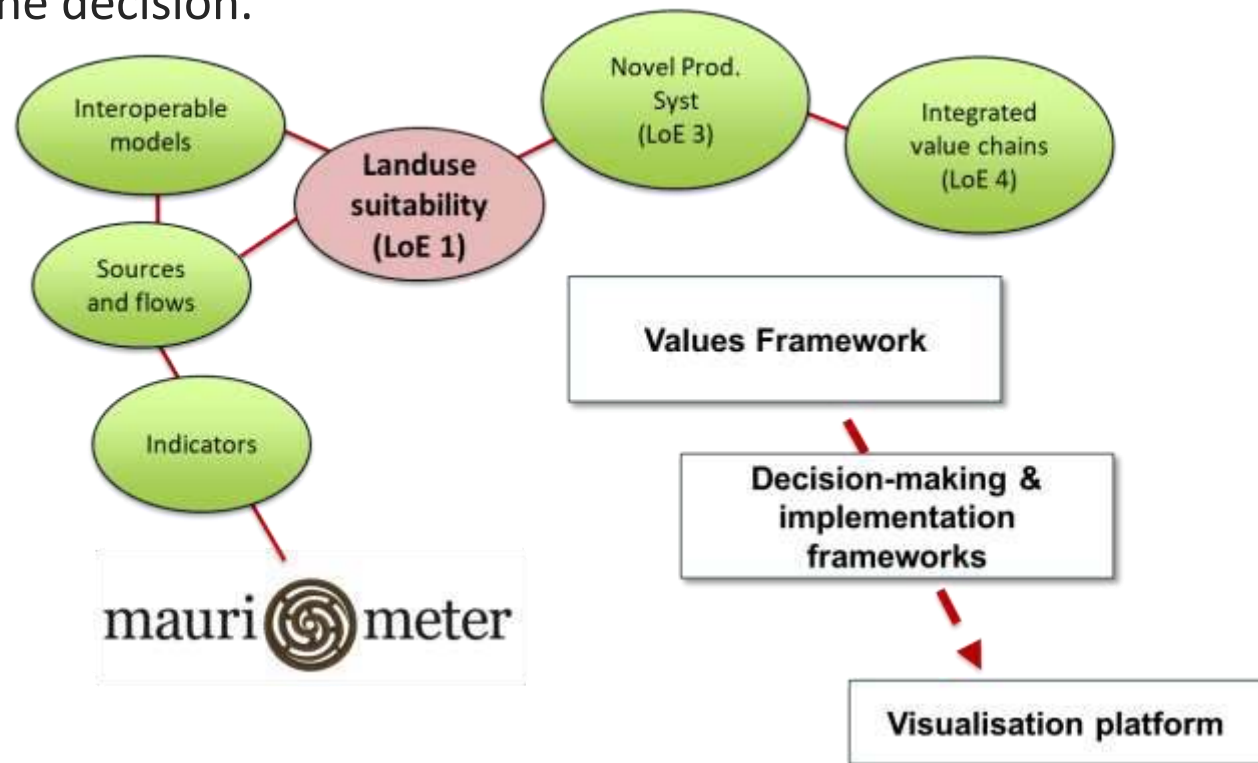 he decision.
Interoperable
models
Novel Prod.
Syst
(LoE 3)
Integrated
value chains
(LoE 4)
Landuse
suitability
(LoE 1)
Sources
and flows
Indicators
mauri meter
Values Framework
Decision-making &
implementation
frameworks
Visualisation platform